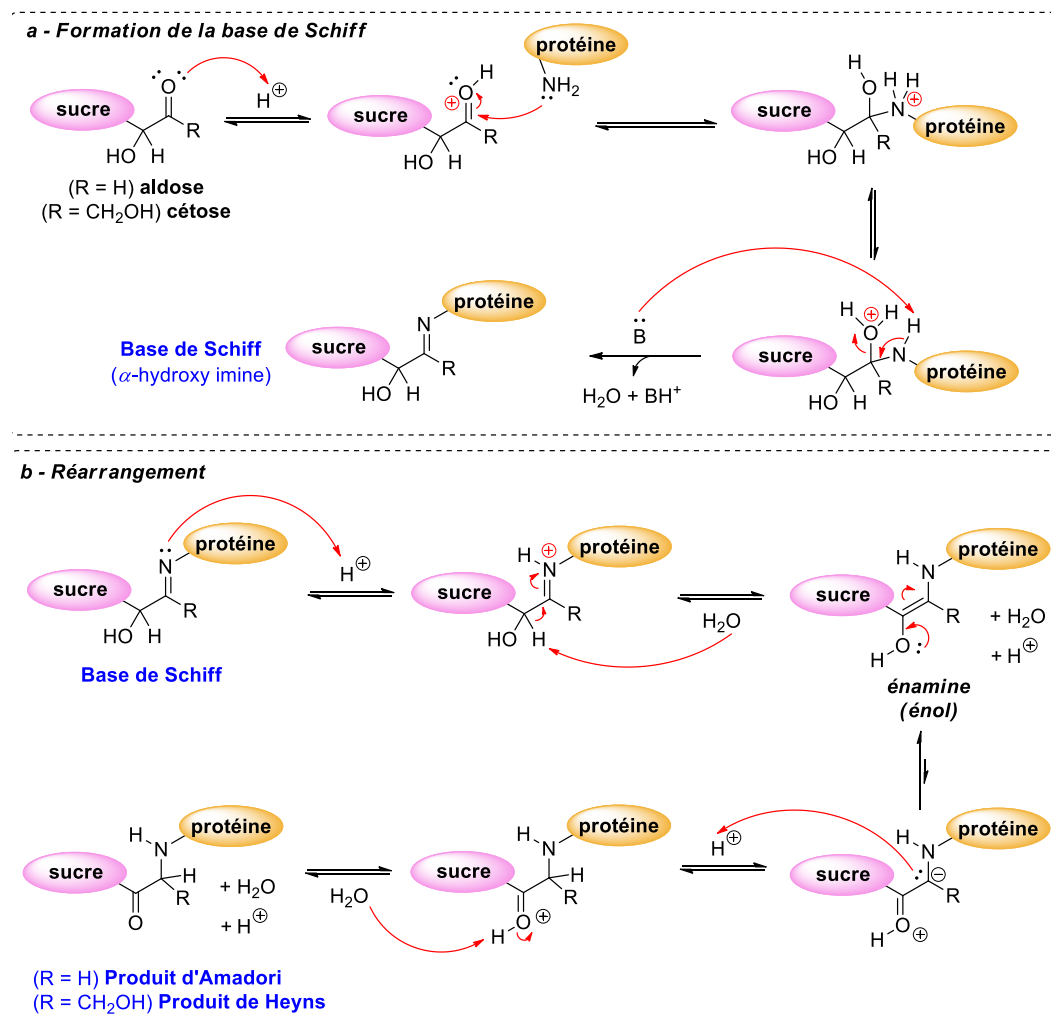 a - Formation de la base de Schiff
sucre
O
H⊕
R
HO H
(R = H) aldose
(R = CH₂OH) cétose
protéine
NH₂
sucre
⊕
O
H
R
HO H
H
O
H H
N⊕
sucre
protéine
R
HO H
protéine
N
sucre
R
HO H
Base de Schiff
(α-hydroxy imine)
B
H₂O + BH⁺
H ⊕ H
O
H
N
sucre
protéine
R
HO H
b - Réarrangement
protéine
N
sucre
R
HO H
Base de Schiff
H⊕
protéine
H ⊕
N
sucre
R
HO H
H₂O
protéine
H
N
sucre
R
H O
+ H₂O
+ H⊕
énamine
(énol)
protéine
H
N
sucre
H
R
O
+ H₂O
+ H⊕
H₂O
protéine
H
N
sucre
H
R
H O ⊕
H⊕
protéine
H
N
sucre
⊖
R
O
H ⊕
(R = H) Produit d'Amadori
(R = CH₂OH) Produit de Heyns